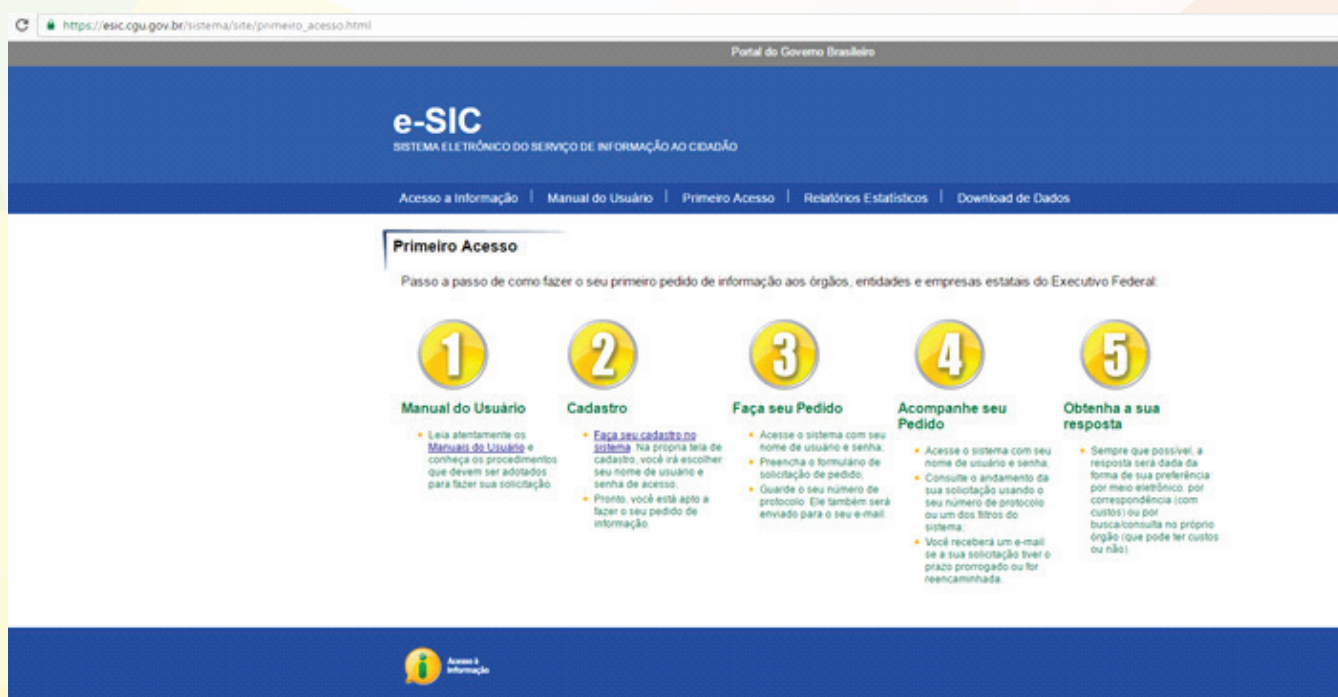 https://esic.cgu.gov.br/sistema/site/primeiro_acesso.html
Portal do Governo Brasileiro
e-SIC
SISTEMA ELETRÔNICO DO SERVIÇO DE INFORMAÇÃO AO CIDADÃO
Acesso a Informação | Manual do Usuário | Primeiro Acesso | Relatórios Estatísticos | Download de Dados
Primeiro Acesso
Passo a passo de como fazer o seu primeiro pedido de informação aos órgãos, entidades e empresas estatais do Executivo Federal:
1
Manual do Usuário
Leia atentamente os
Manuais do Usuário e
conheça os procedimentos
que devem ser adotados
para fazer sua solicitação.
2
Cadastro
Faça seu cadastro no
sistema. Na própria tela de
cadastro, você irá escolher
seu nome de usuário e
senha de acesso.
Pronto, você está apto a
fazer o seu pedido de
informação.
3
Faça seu Pedido
Acesse o sistema com seu
nome de usuário e senha;
Preencha o formulário de
solicitação de pedido;
Guarde o seu número de
protocolo. Ele também será
enviado para o seu e-mail.
4
Acompanhe seu
Pedido
Acesse o sistema com seu
nome de usuário e senha;
Consulte o andamento da
sua solicitação usando o
seu número de protocolo
ou um dos filtros do
sistema;
Você receberá um e-mail
se a sua solicitação tiver o
prazo prorrogado ou for
reencaminhada.
5
Obtenha a sua
resposta
Sempre que possível, a
resposta será dada da
forma de sua preferência:
por meio eletrônico, por
correspondência (com
custos) ou por
busca/consulta no próprio
órgão (que pode ter custos
ou não).
Acesso à
Informação